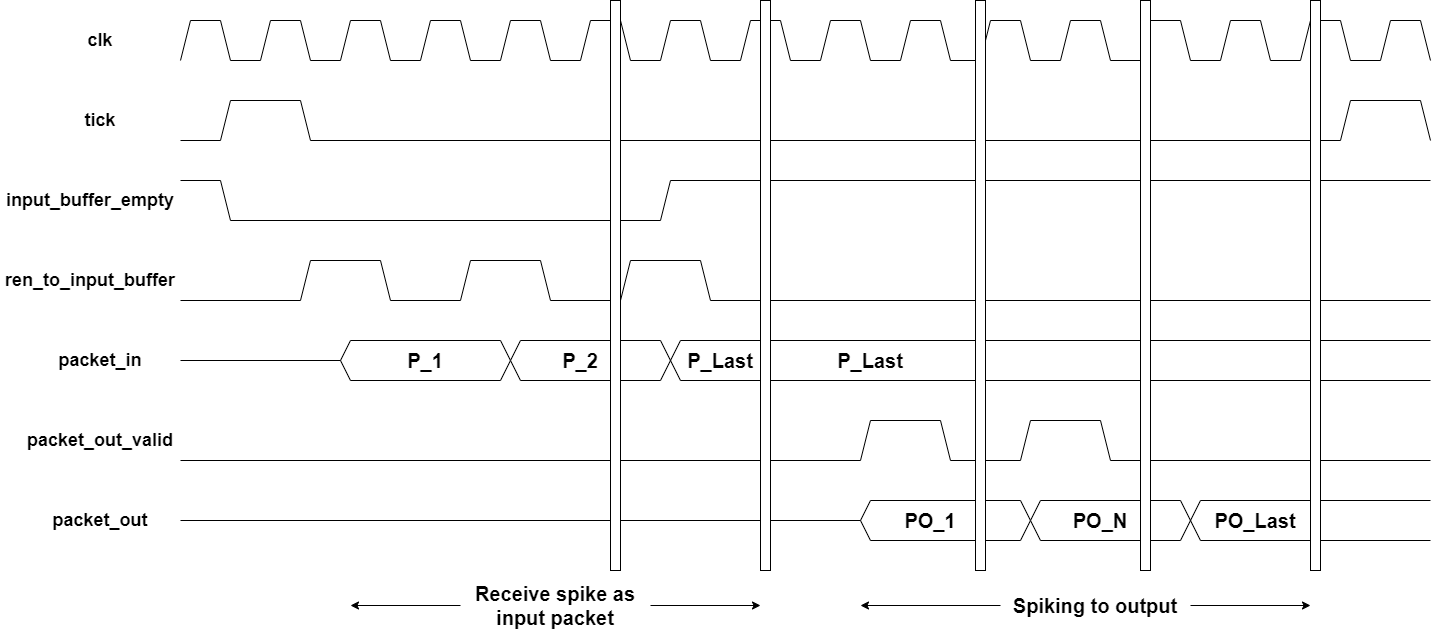 clk
tick
input_buffer_empty
ren_to_input_buffer
packet_in
P_1
P_2
P_Last
P_Last
packet_out_valid
packet_out
PO_1
PO_N
PO_Last
Receive spike as
input packet
Spiking to output